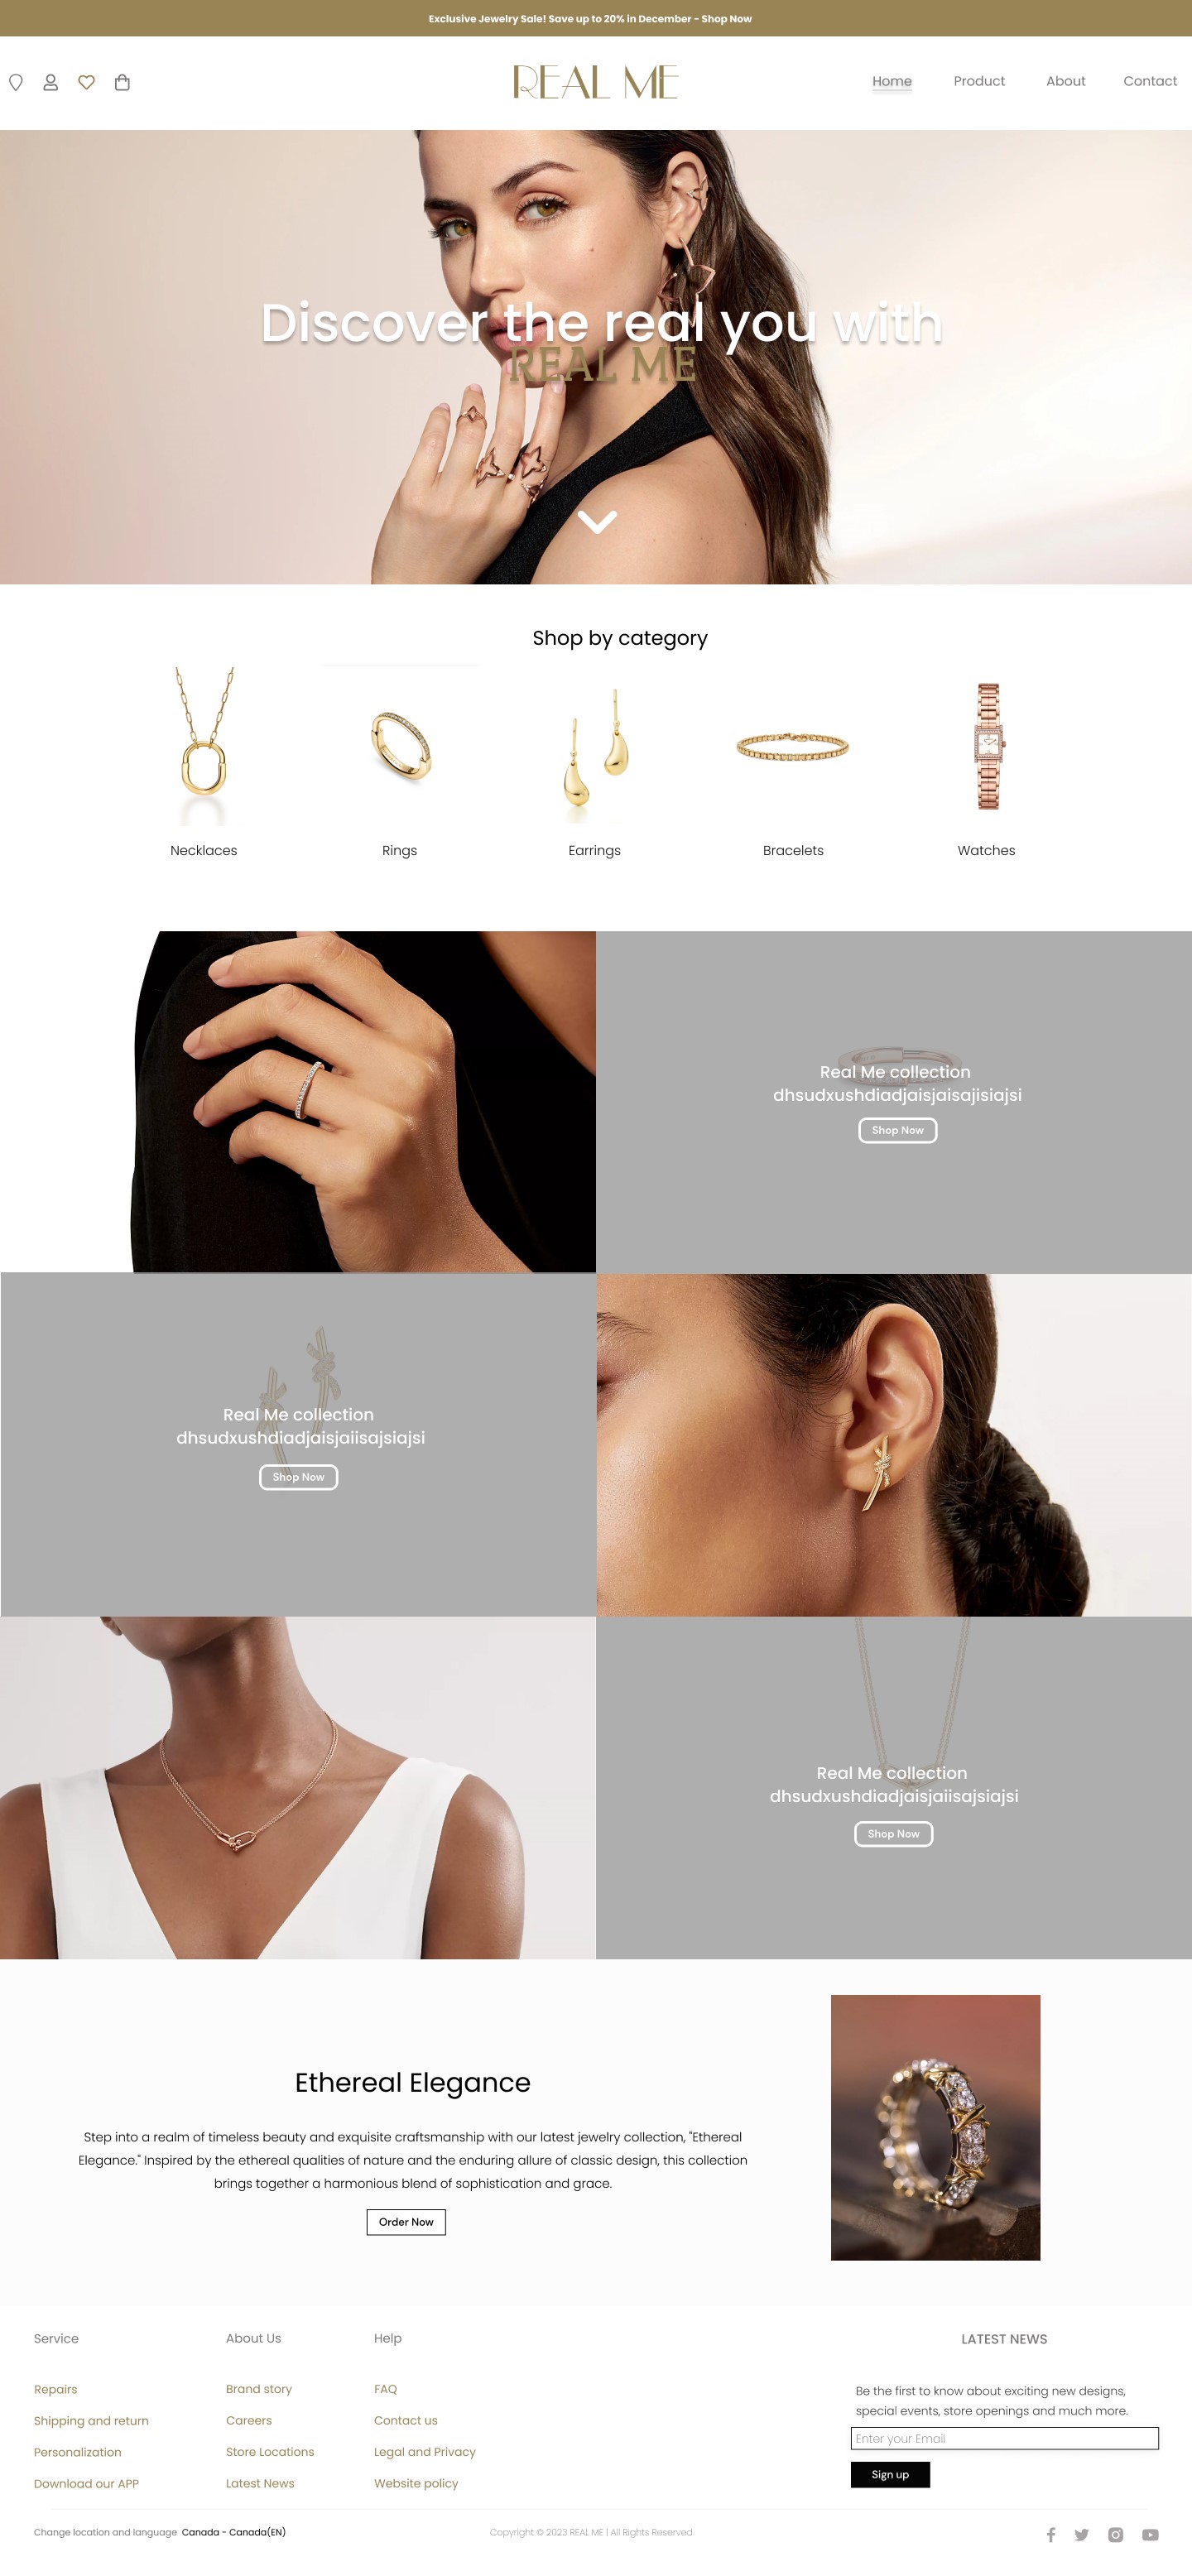 Exclusive Jewelry Sale! Save up to 20% in December - Shop Now
REAL ME
Home Product About Contact
Discover the real you with
REAL ME
Shop by category
Necklaces Rings Earrings Bracelets Watches
Real Me collection
dhsudxushdiadjaisjaisajisiajsi
Shop Now
Real Me collection
dhsudxushdiadjaisjaiisajsiajsi
Shop Now
Real Me collection
dhsudxushdiadjaisjaiisajsiajsi
Shop Now
Ethereal Elegance
Step into a realm of timeless beauty and exquisite craftsmanship with our latest jewelry collection, "Ethereal
Elegance." Inspired by the ethereal qualities of nature and the enduring allure of classic design, this collection
brings together a harmonious blend of sophistication and grace.
Order Now
Service
Repairs
Shipping and return
Personalization
Download our APP
About Us
Brand story
Careers
Store Locations
Latest News
Help
FAQ
Contact us
Legal and Privacy
Website policy
LATEST NEWS
Be the first to know about exciting new designs,
special events, store openings and much more.
Enter your Email
Sign up
Change location and language Canada - Canada(EN)
Copyright © 2023 REAL ME | All Rights Reserved